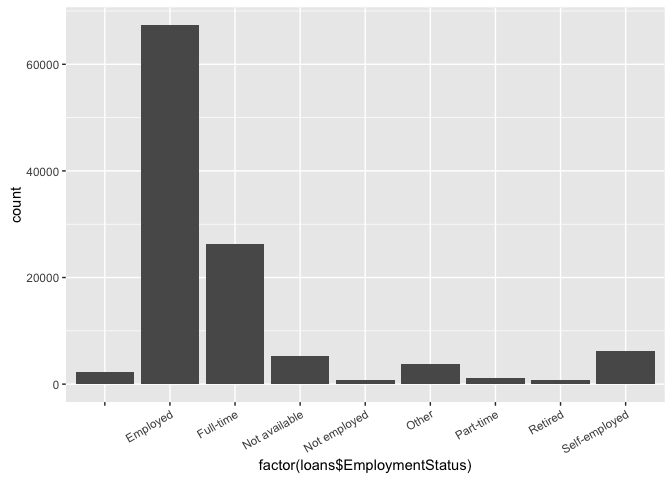 60000
40000
20000
0
count
Employed
Full-time
Not available
Not employed
Other
Part-time
Retired
Self-employed
factor(loans$EmploymentStatus)